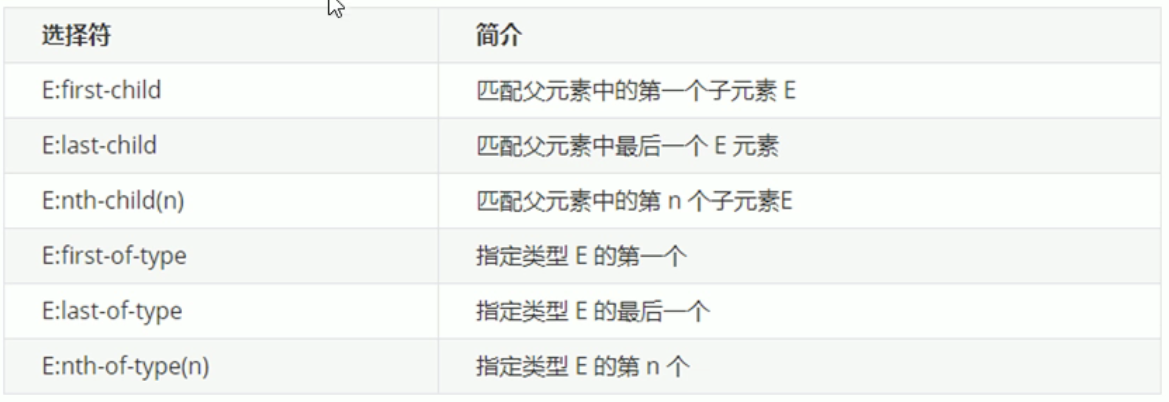 选择符 简介
E:first-child 匹配父元素中的第一个子元素 E
E:last-child 匹配父元素中最后一个 E 元素
E:nth-child(n) 匹配父元素中的第 n 个子元素E
E:first-of-type 指定类型 E 的第一个
E:last-of-type 指定类型 E 的最后一个
E:nth-of-type(n) 指定类型 E 的第 n 个